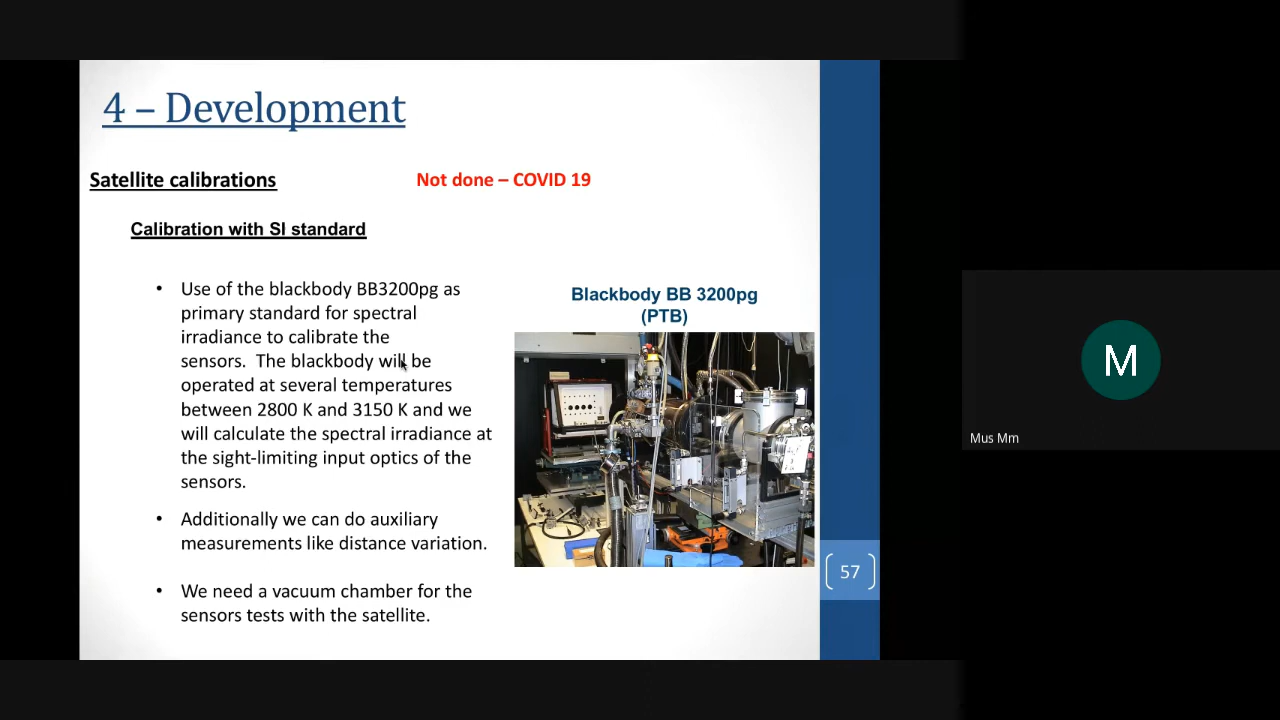 4 – Development
Satellite calibrations
Not done – COVID 19
Calibration with SI standard
• Use of the blackbody BB3200pg as
primary standard for spectral
irradiance to calibrate the
sensors. The blackbody will be
operated at several temperatures
between 2800 K and 3150 K and we
will calculate the spectral irradiance at
the sight-limiting input optics of the
sensors.
• Additionally we can do auxiliary
measurements like distance variation.
• We need a vacuum chamber for the
sensors tests with the satellite.
Blackbody BB 3200pg
(PTB)
57
M
Mus Mm